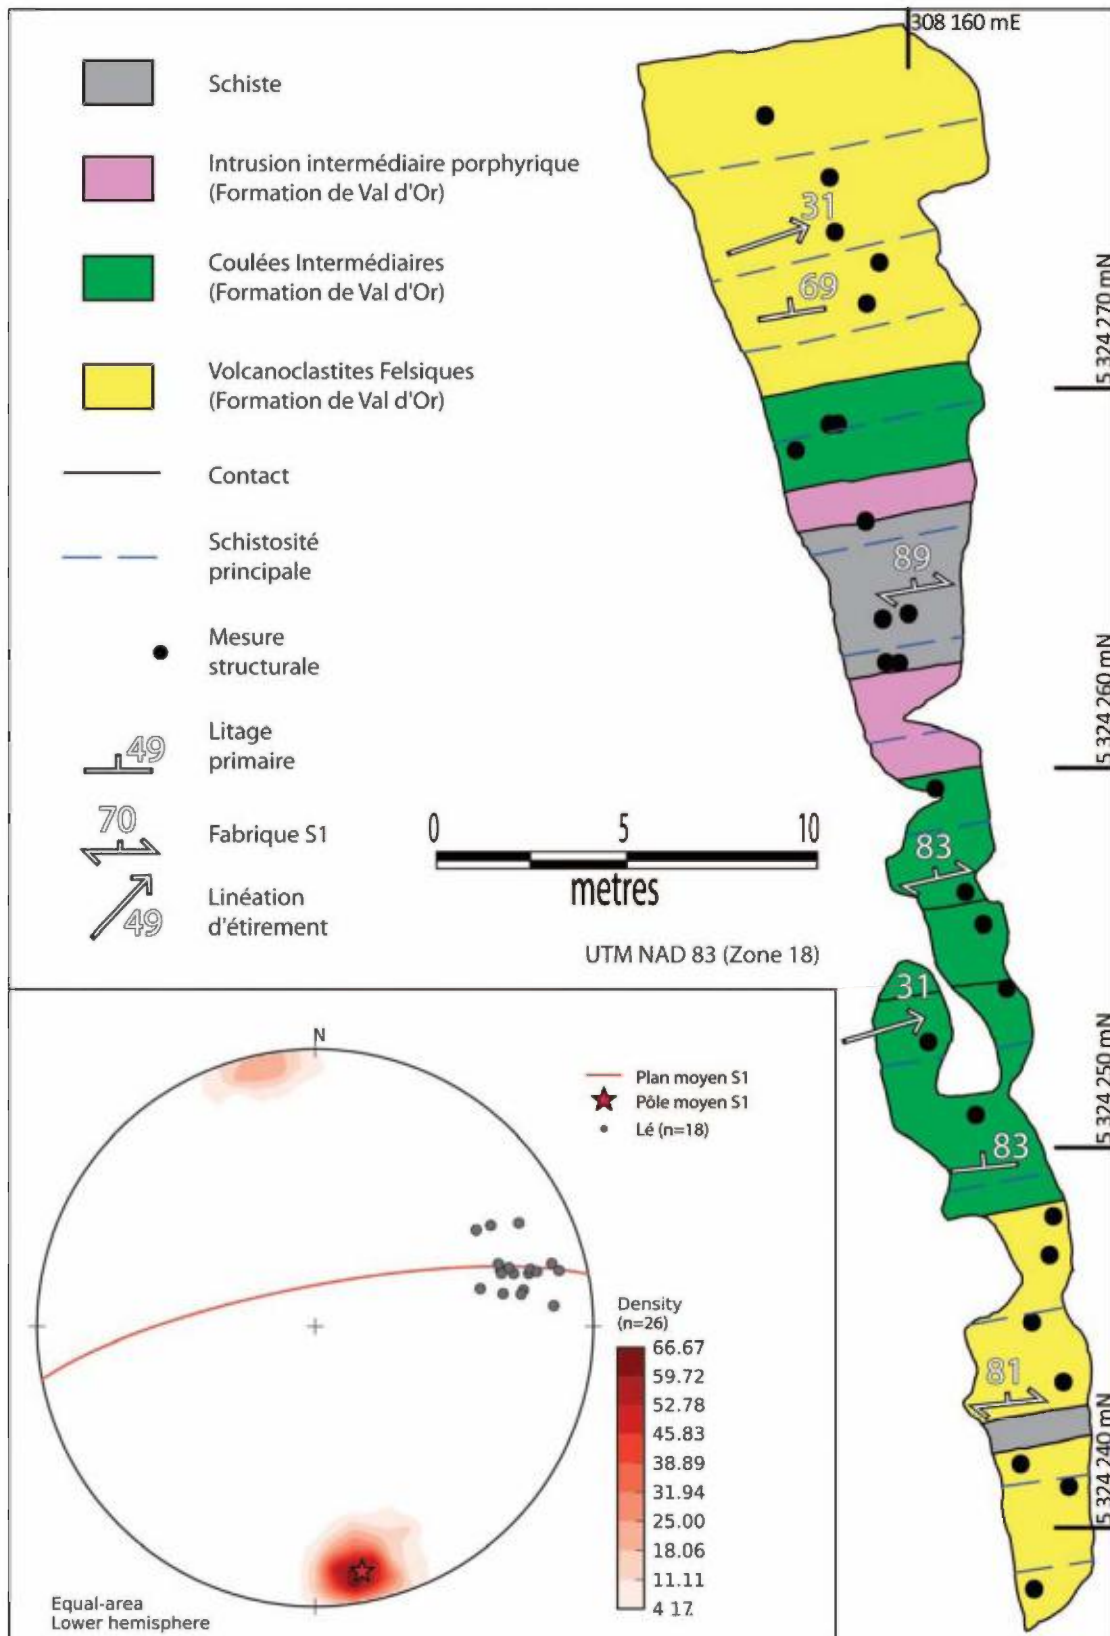 308 160 mE
Schiste
Intrusion intermédiaire porphyrique
(Formation de Val d'Or)
Coulées Intermédiaires
(Formation de Val d'Or)
Volcanoclastites Felsiques
(Formation de Val d'Or)
Contact
Schistosité
principale
Mesure
structurale
49
Litage
primaire
70
Fabrique S1
49
Linéation
d'étirement
0 5 10
metres
UTM NAD 83 (Zone 18)
31
69
5 324 270 mN
89
5 324 260 mN
83
31
5 324 250 mN
83
81
5 324 240 mN
N
Plan moyen S1
Pôle moyen S1
Lé (n=18)
Density
(n=26)
66.67
59.72
52.78
45.83
38.89
31.94
25.00
18.06
11.11
4 17
Equal-area
Lower hemisphere